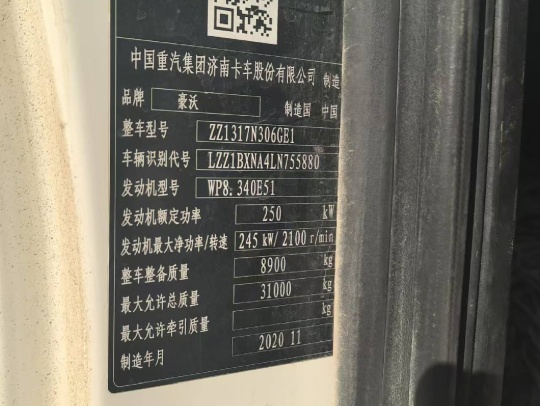 中国重汽集团济南卡车股份有限公司 制造
品牌 豪沃 制造国 中国
整车型号 ZZ1317N306GE1
车辆识别代号 LZZ1BXNA4LN755880
发动机型号 WP8.340E51
发动机额定功率 250 kW
发动机最大净功率/转速 245 kW/ 2100 r/min
整车整备质量 8900 kg
最大允许总质量 31000 kg
最大允许牵引质量 kg
制造年月 2020 11